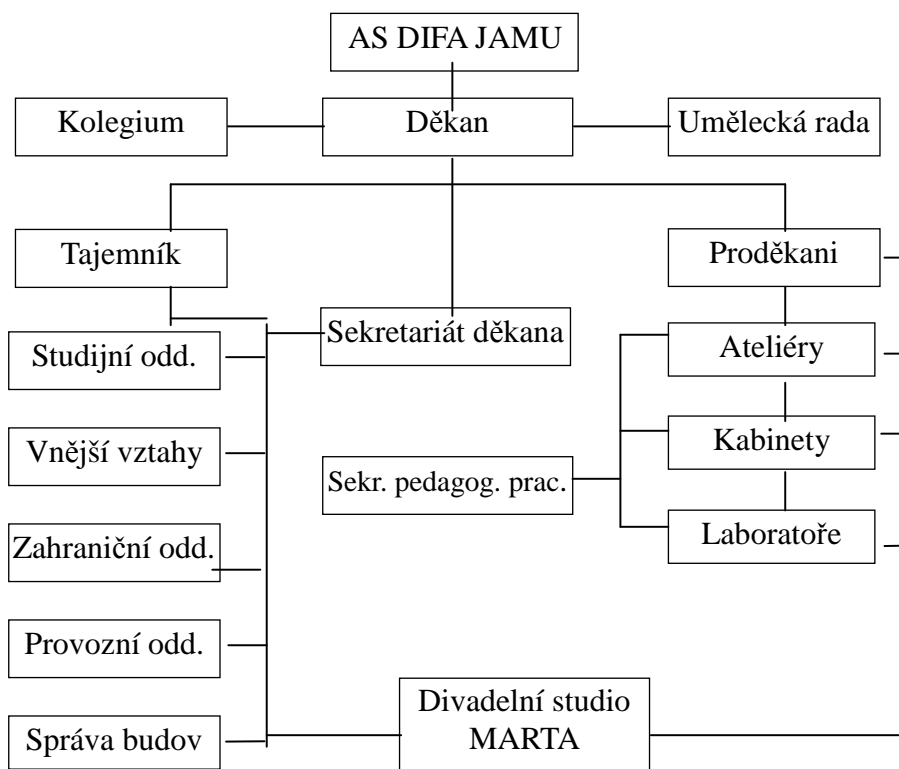 AS DIFA JAMU
Kolegium
Děkan
Umělecká rada
Tajemník
Proděkani
Sekretariát děkana
Ateliéry
Studijní odd.
Vnější vztahy
Kabinety
Sekr. pedagog. prac.
Zahraniční odd.
Laboratoře
Provozní odd.
Divadelní studio
MARTA
Správa budov